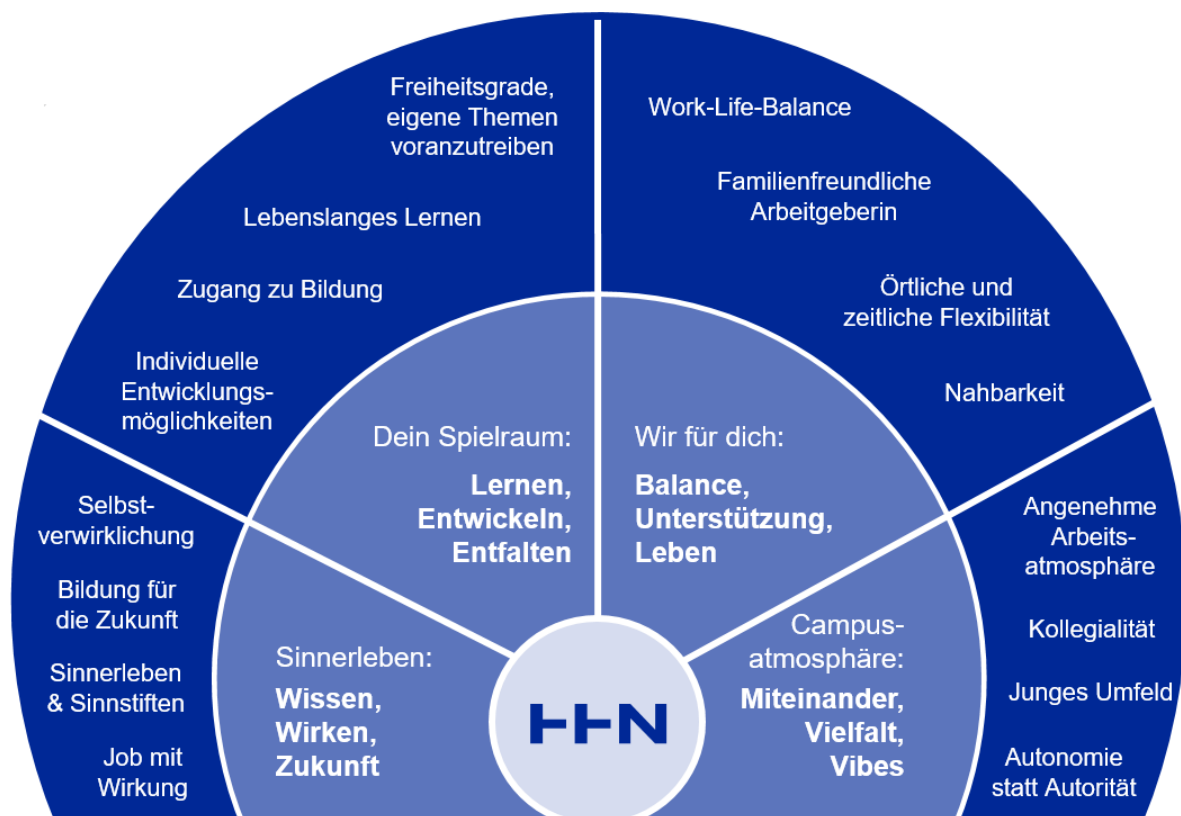 Freiheitsgrade,
eigene Themen
voranzutreiben
Lebenslanges Lernen
Zugang zu Bildung
Individuelle
Entwicklungs-
möglichkeiten
Work-Life-Balance
Familienfreundliche
Arbeitgeberin
Örtliche und
zeitliche Flexibilität
Nahbarkeit
Dein Spielraum:
Lernen,
Entwickeln,
Entfalten
Wir für dich:
Balance,
Unterstützung,
Leben
Selbst-
verwirklichung
Bildung für
die Zukunft
Sinnerleben
& Sinnstiften
Job mit
Wirkung
Sinnerleben:
Wissen,
Wirken,
Zukunft
HHN
Campus-
atmosphäre:
Miteinander,
Vielfalt,
Vibes
Angenehme
Arbeits-
atmosphäre
Kollegialität
Junges Umfeld
Autonomie
statt Autorität